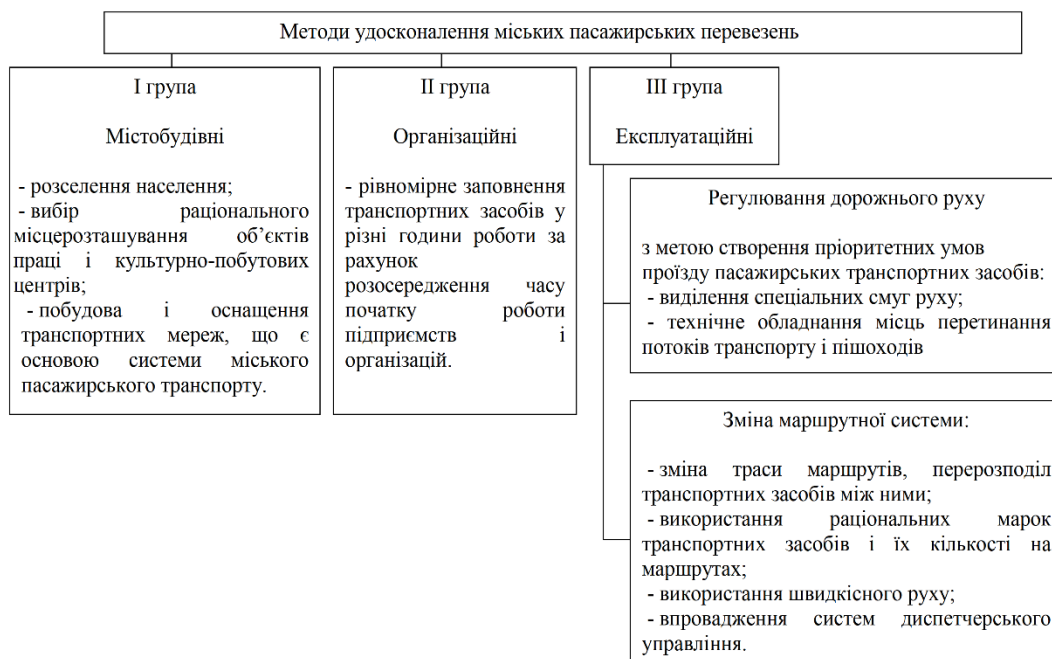 Методи удосконалення міських пасажирських перевезень
І група
Містобудівні
- розселення населення;
- вибір раціонального
місцерозташування об’єктів
праці і культурно-побутових
центрів;
- побудова і оснащення
транспортних мереж, що є
основою системи міського
пасажирського транспорту.
ІІ група
Організаційні
- рівномірне заповнення
транспортних засобів у
різні години роботи за
рахунок
розосередження часу
початку роботи
підприємств і
організацій.
ІІІ група
Експлуатаційні
Регулювання дорожнього руху
з метою створення пріоритетних умов
проїзду пасажирських транспортних засобів:
- виділення спеціальних смуг руху;
- технічне обладнання місць перетинання
потоків транспорту і пішоходів
Зміна маршрутної системи:
- зміна траси маршрутів, перерозподіл
транспортних засобів між ними;
- використання раціональних марок
транспортних засобів і їх кількості на
маршрутах;
- використання швидкісного руху;
- впровадження систем диспетчерського
управління.